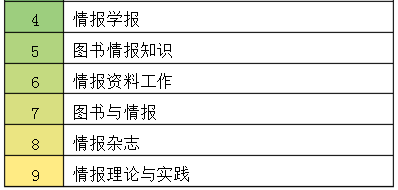 4 情报学报
5 图书情报知识
6 情报资料工作
7 图书与情报
8 情报杂志
9 情报理论与实践